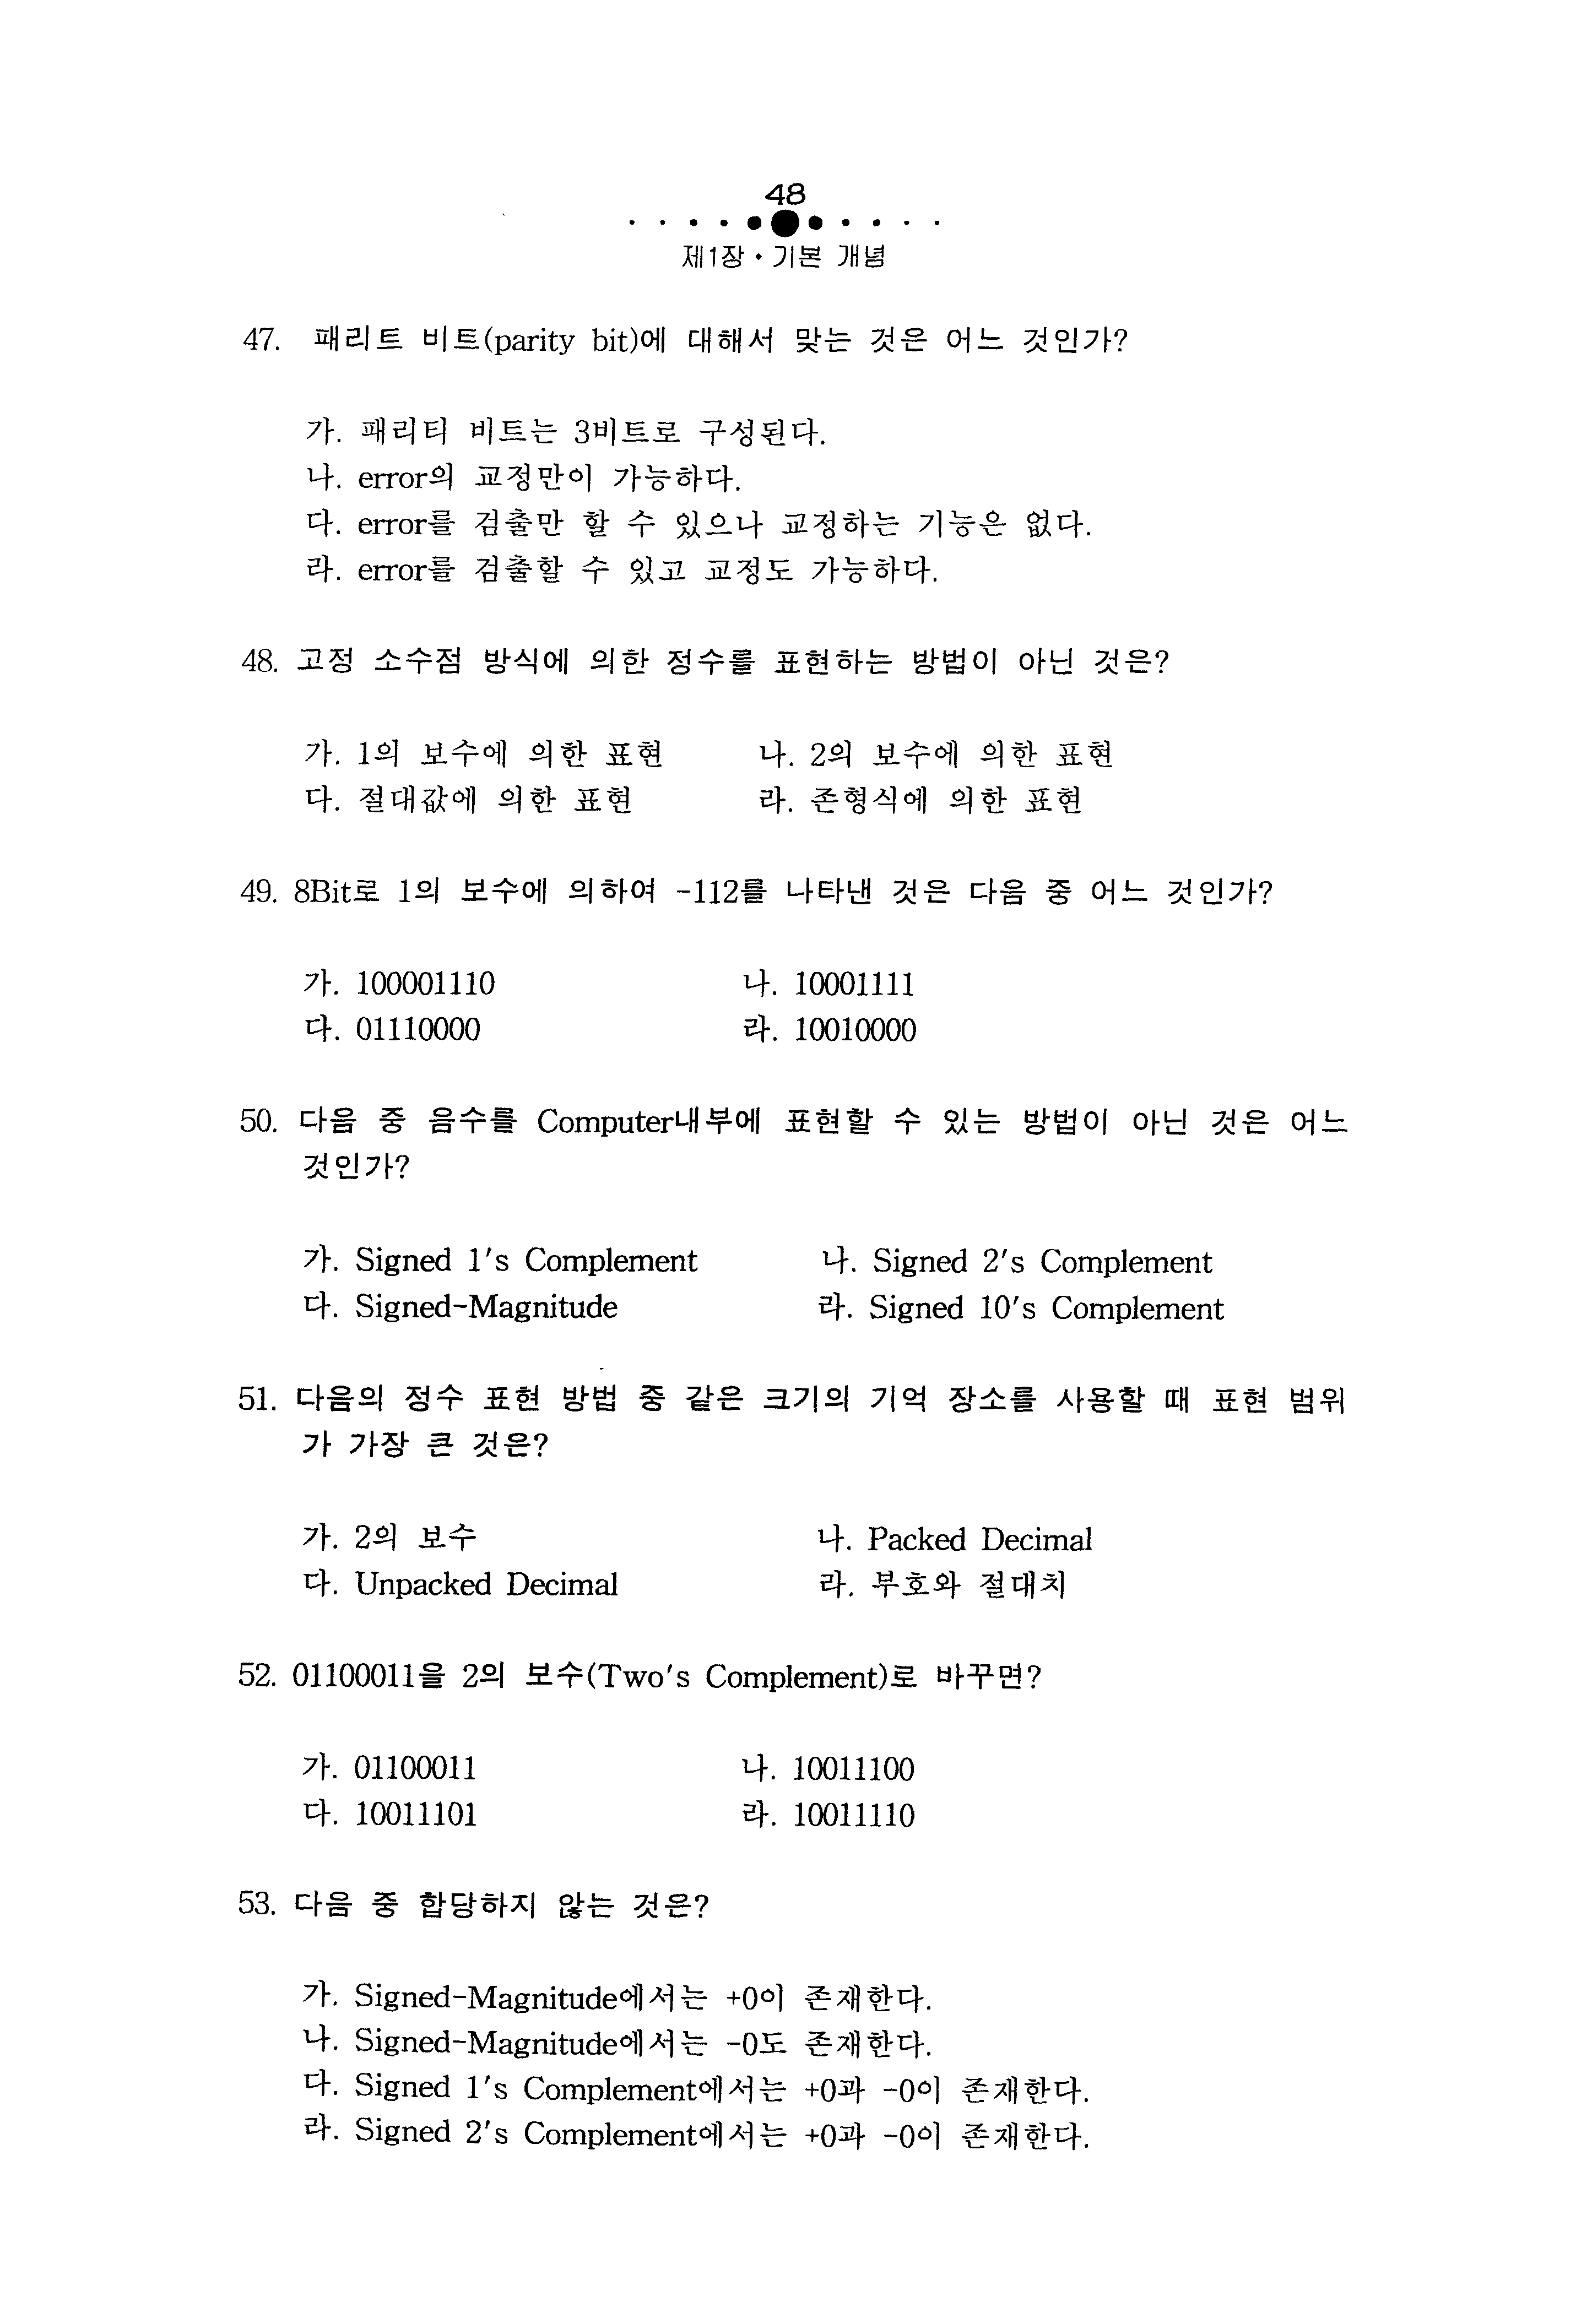 48
제1장 • 기본 개념
47. 패리트 비트(parity bit)에 대해서 맞는 것은 어느 것인가?
가. 패리티 비트는 3비트로 구성된다.
나. error의 교정만이 가능하다.
다. error를 검출만 할 수 있으나 교정하는 기능은 없다.
라. error를 검출할 수 있고 교정도 가능하다.
48. 고정 소수점 방식에 의한 정수를 표현하는 방법이 아닌 것은?
가. 1의 보수에 의한 표현 나. 2의 보수에 의한 표현
다. 절대값에 의한 표현 라. 존형식에 의한 표현
49. 8Bit로 1의 보수에 의하여 -112를 나타낸 것은 다음 중 어느 것인가?
가. 100001110 나. 10001111
다. 01110000 라. 10010000
50. 다음 중 음수를 Computer내부에 표현할 수 있는 방법이 아닌 것은 어느
것인가?
가. Signed 1's Complement 나. Signed 2's Complement
다. Signed-Magnitude 라. Signed 10's Complement
51. 다음의 정수 표현 방법 중 같은 크기의 기억 장소를 사용할 때 표현 범위
가 가장 큰 것은?
가. 2의 보수 나. Packed Decimal
다. Unpacked Decimal 라. 부호와 절대치
52. 01100011을 2의 보수(Two's Complement)로 바꾸면?
가. 01100011 나. 10011100
다. 10011101 라. 10011110
53. 다음 중 합당하지 않는 것은?
가. Signed-Magnitude에서는 +0이 존재한다.
나. Signed-Magnitude에서는 -0도 존재한다.
다. Signed 1's Complement에서는 +0과 -0이 존재한다.
라. Signed 2's Complement에서는 +0과 -0이 존재한다.